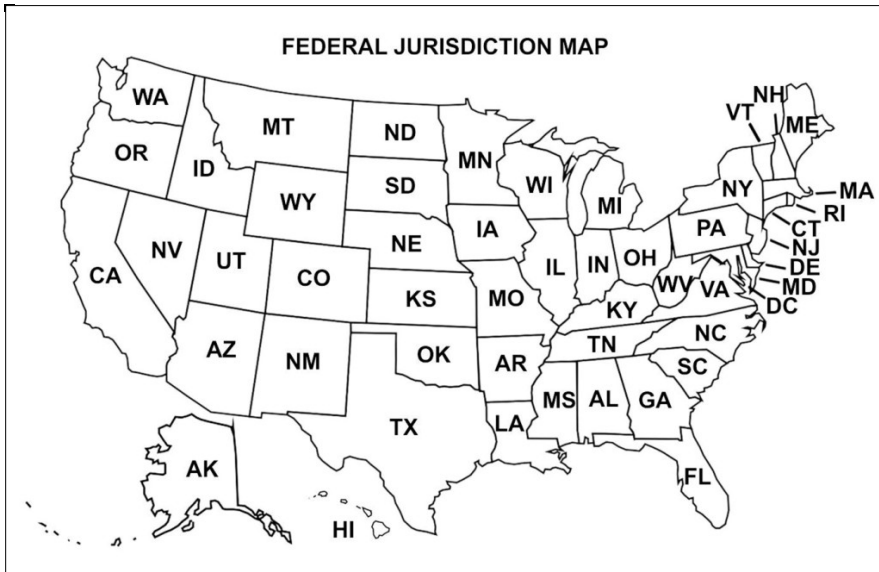 FEDERAL JURISDICTION MAP
WA
MT
ND
MN
VT
NH
ME
OR
ID
SD
WI
MI
NY
MA
RI
WY
CT
NJ
IA
PA
NE
NV
UT
CO
IL
IN
OH
DE
MD
DC
CA
KS
MO
WV
VA
KY
AZ
NM
OK
AR
TN
NC
SC
TX
LA
MS
AL
GA
AK
FL
HI